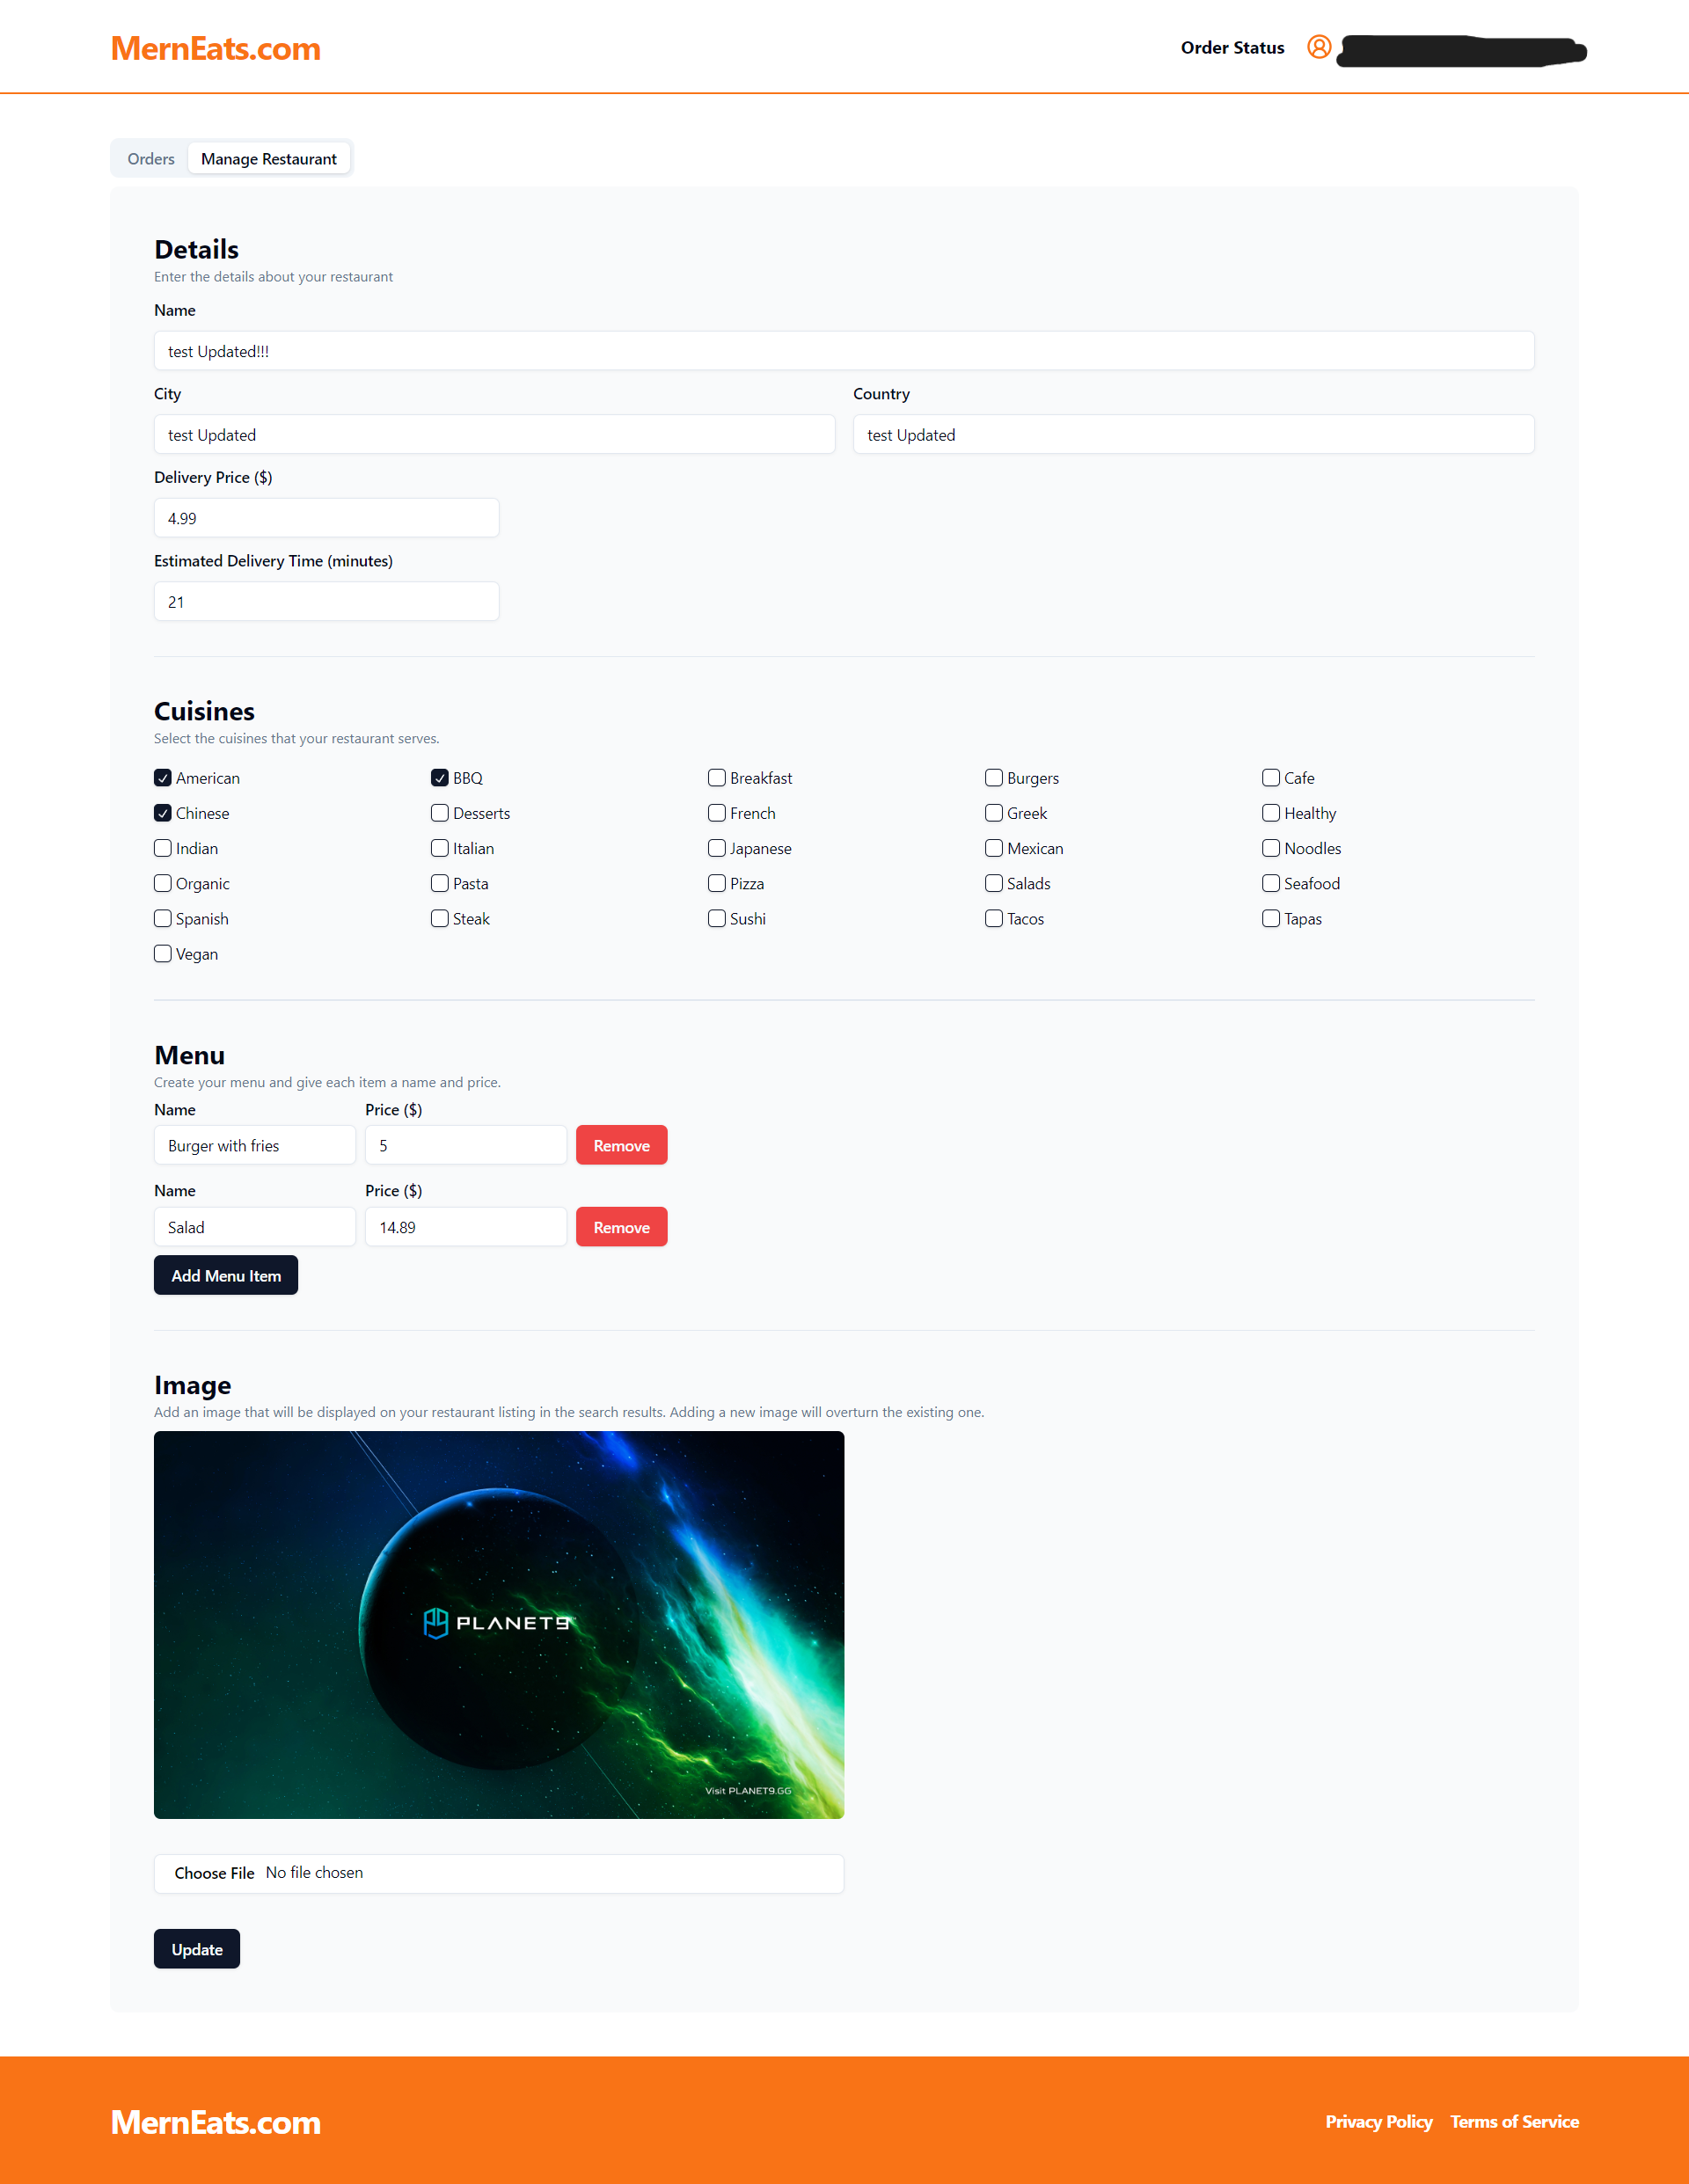 MernEats.com
Order Status
Orders Manage Restaurant
Details
Enter the details about your restaurant
Name
test Updated!!!
City Country
test Updated test Updated
Delivery Price ($)
4.99
Estimated Delivery Time (minutes)
21
Cuisines
Select the cuisines that your restaurant serves.
American BBQ Breakfast Burgers Cafe
Chinese Desserts French Greek Healthy
Indian Italian Japanese Mexican Noodles
Organic Pasta Pizza Salads Seafood
Spanish Steak Sushi Tacos Tapas
Vegan
Menu
Create your menu and give each item a name and price.
Name Price ($)
Burger with fries 5 Remove
Name Price ($)
Salad 14.89 Remove
Add Menu Item
Image
Add an image that will be displayed on your restaurant listing in the search results. Adding a new image will overturn the existing one.
PLANET9
Visit PLANET9.GG
Choose File No file chosen
Update
MernEats.com
Privacy Policy Terms of Service